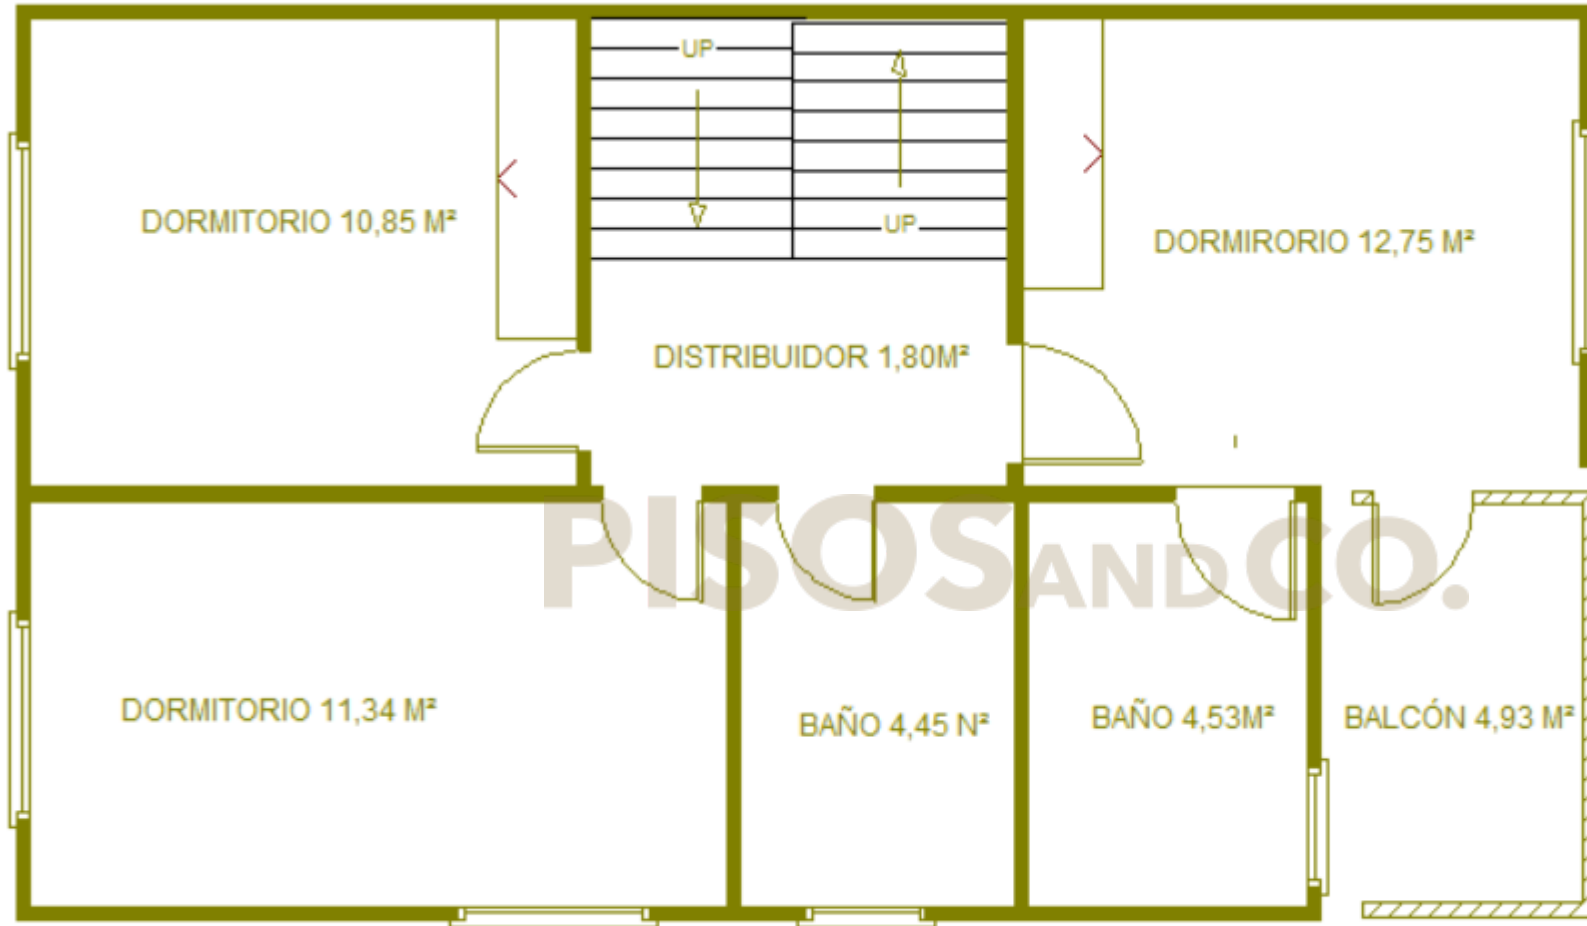 UP
UP
DORMITORIO 10,85 M²
DORMIRORIO 12,75 M²
DISTRIBUIDOR 1,80M²
PISOS AND CO.
DORMITORIO 11,34 M²
BAÑO 4,45 N²
BAÑO 4,53M²
BALCÓN 4,93 M²